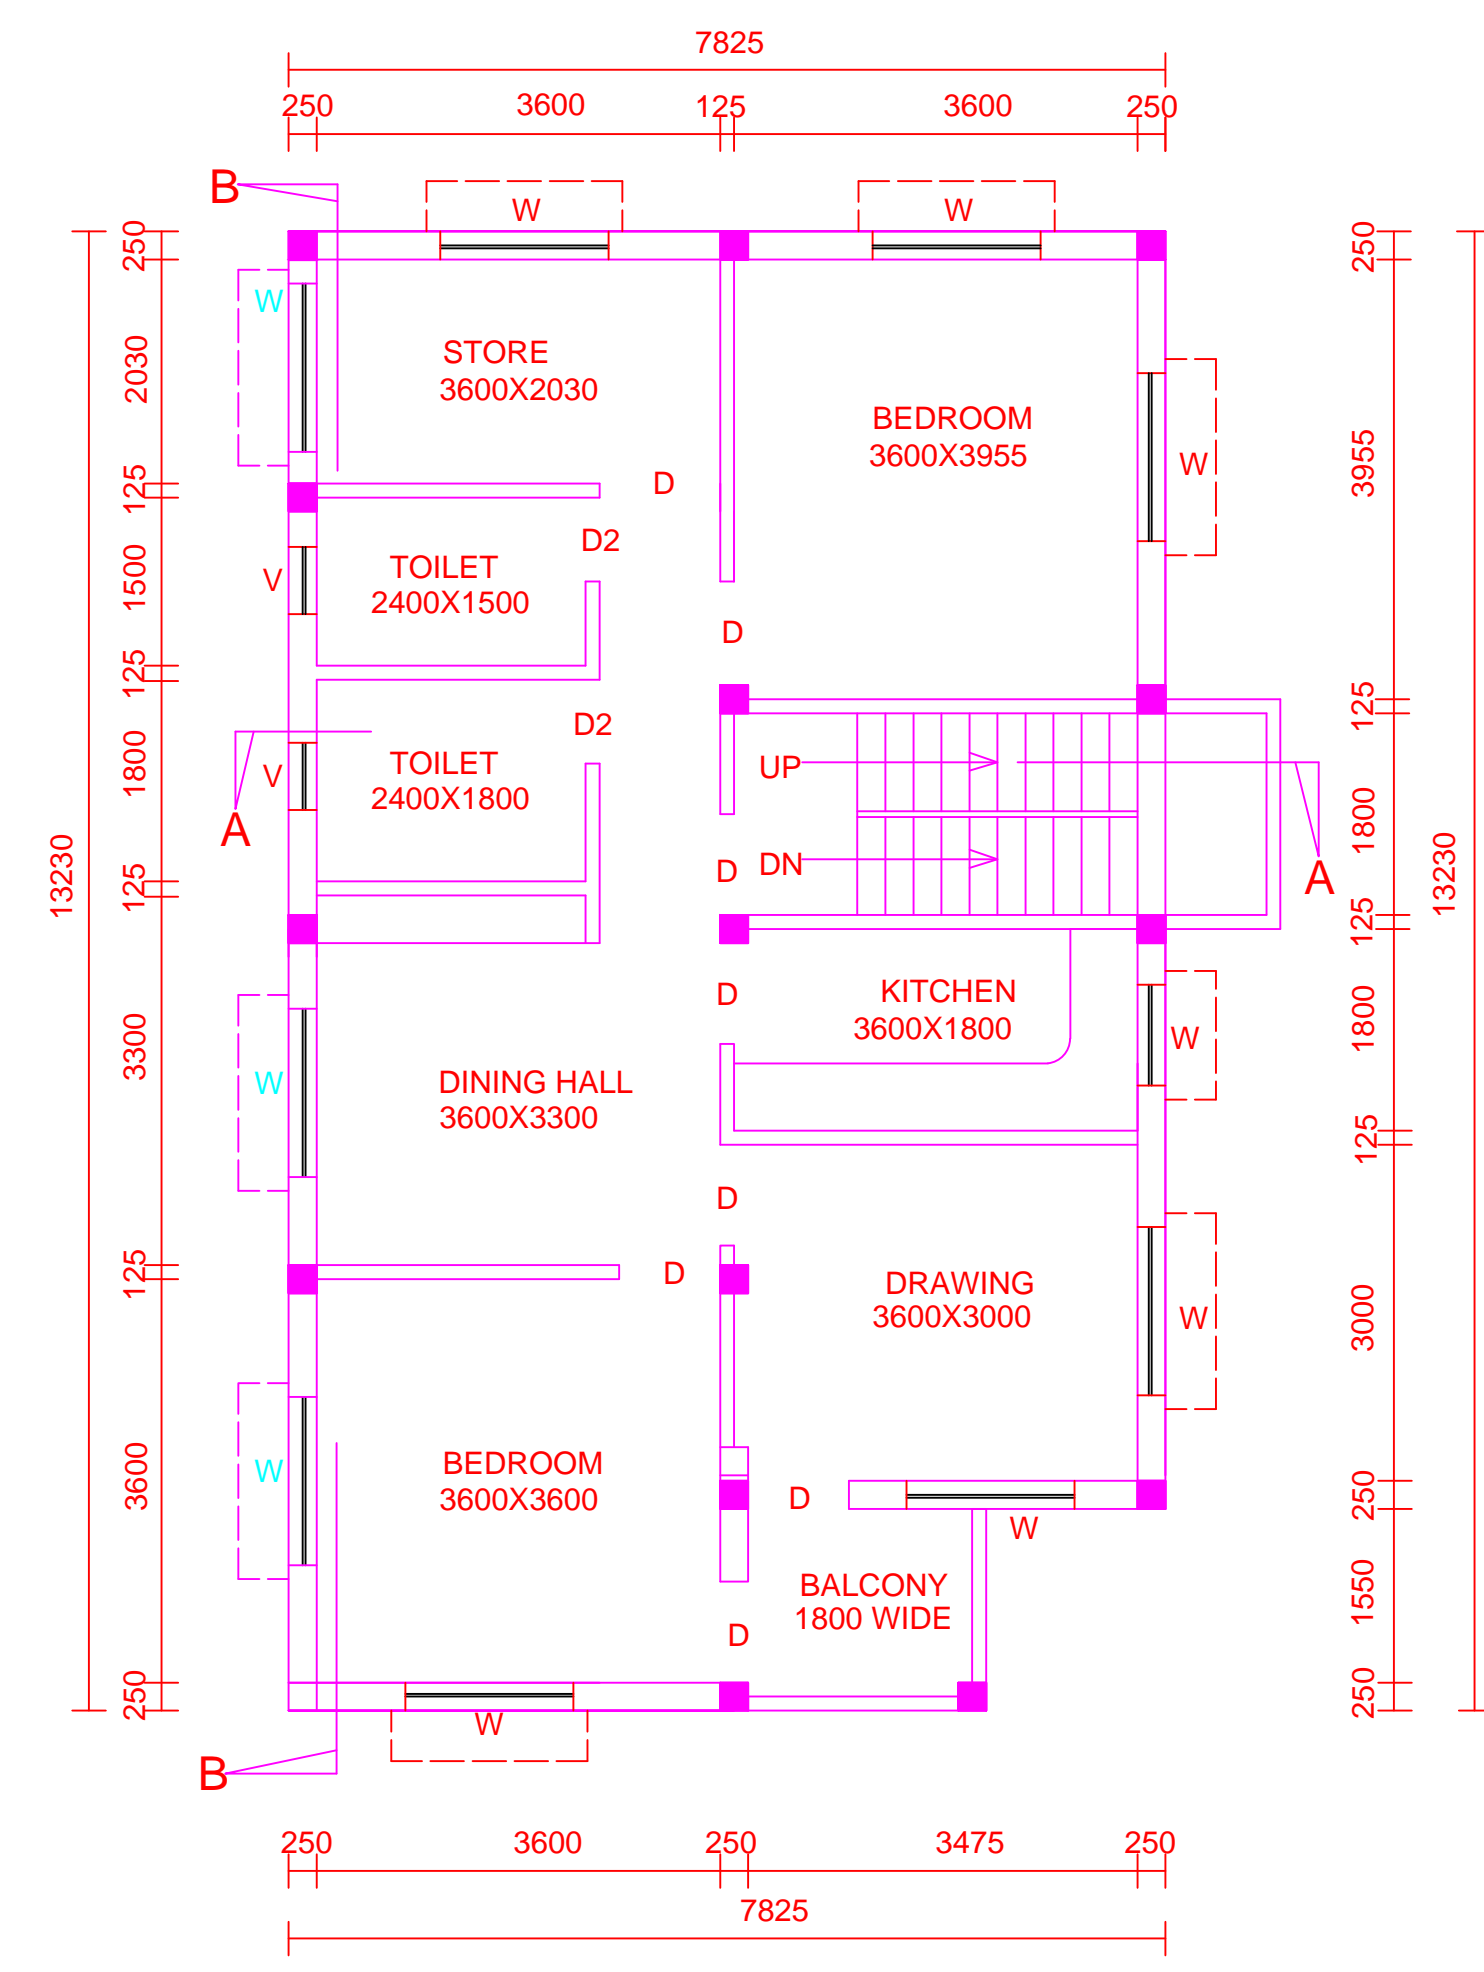 7825
250 3600 125 3600 250
B
W W
250 250
W
2030
STORE
3600X2030
BEDROOM
3600X3955
3955
W
125
D
D2
TOILET
2400X1500
V
1500
D
125
125
D2
TOILET
2400X1800
V
1800
UP
1800
A
DN
D
A
13230
13230
125
125
D
KITCHEN
3600X1800
W
1800
3300
W
DINING HALL
3600X3300
125
D
125
D
DRAWING
3600X3000
W
3000
BEDROOM
3600X3600
W
3600
D
250
W
BALCONY
1800 WIDE
1550
D
250
250
W
B
250 3600 250 3475 250
7825